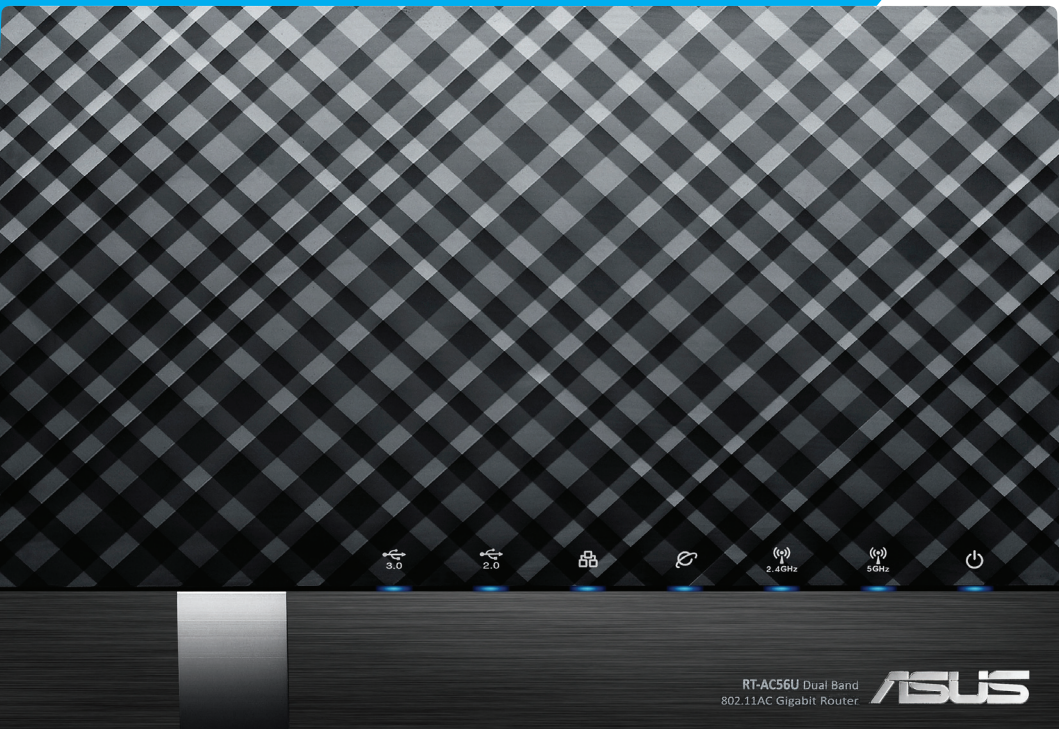 3.0
2.0
2.4GHz
5GHz
RT-AC56U Dual Band
802.11AC Gigabit Router
ASUS